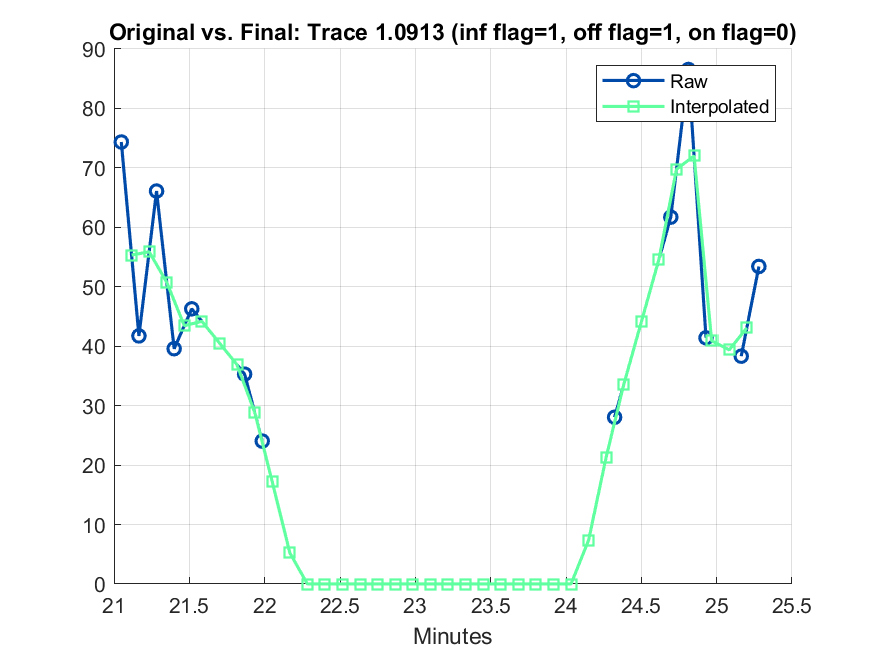 Original vs. Final: Trace 1.0913 (inf flag=1, off flag=1, on flag=0)
90
80
70
60
50
40
30
20
10
0
Raw
Interpolated
21 21.5 22 22.5 23 23.5 24 24.5 25 25.5
Minutes